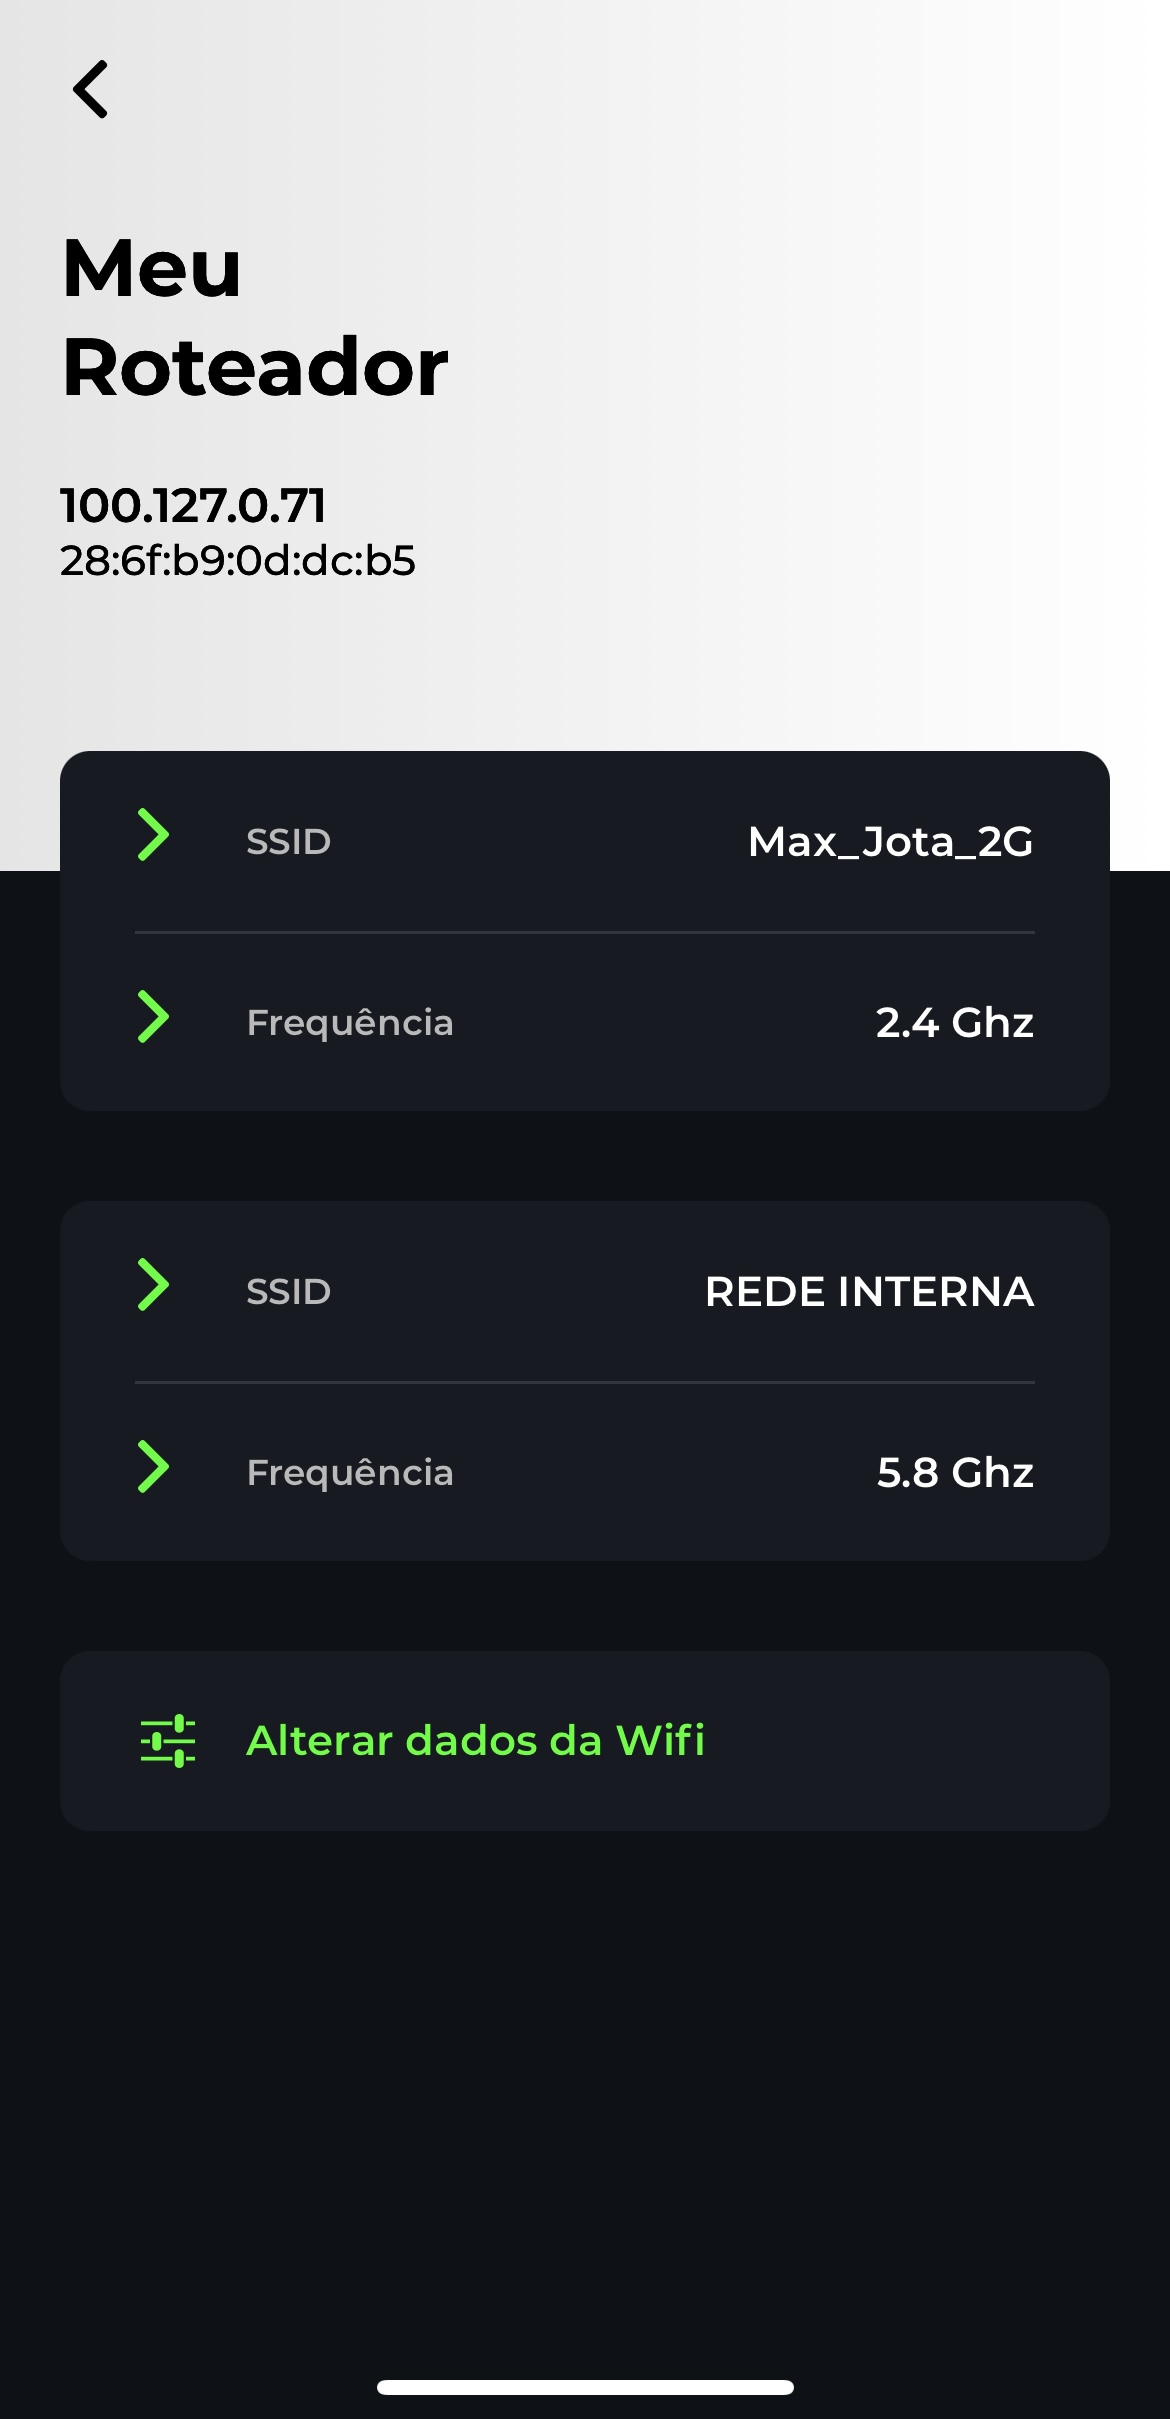 Meu
Roteador
100.127.0.71
28:6f:b9:0d:dc:b5
SSID Max_Jota_2G
Frequência 2.4 Ghz
SSID REDE INTERNA
Frequência 5.8 Ghz
Alterar dados da Wifi